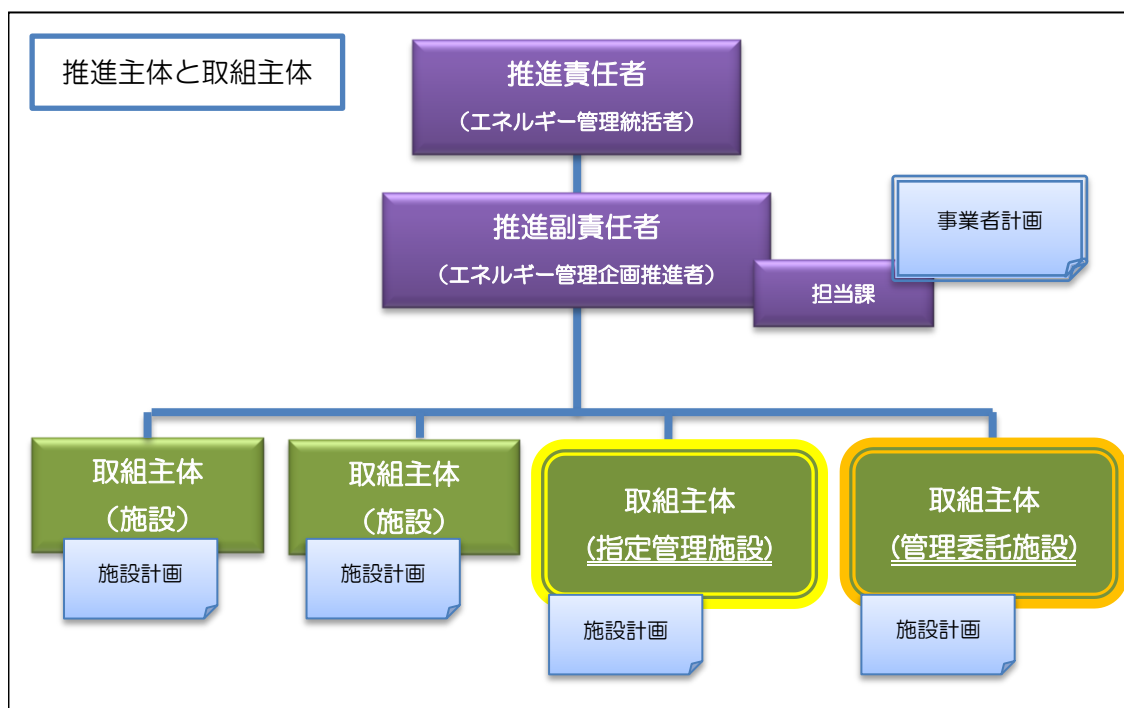 推進主体と取組主体
推進責任者
（エネルギー管理統括者）
推進副責任者
（エネルギー管理企画推進者）
担当課
事業者計画
取組主体
（施設）
施設計画
取組主体
（施設）
施設計画
取組主体
(指定管理施設)
施設計画
取組主体
(管理委託施設)
施設計画